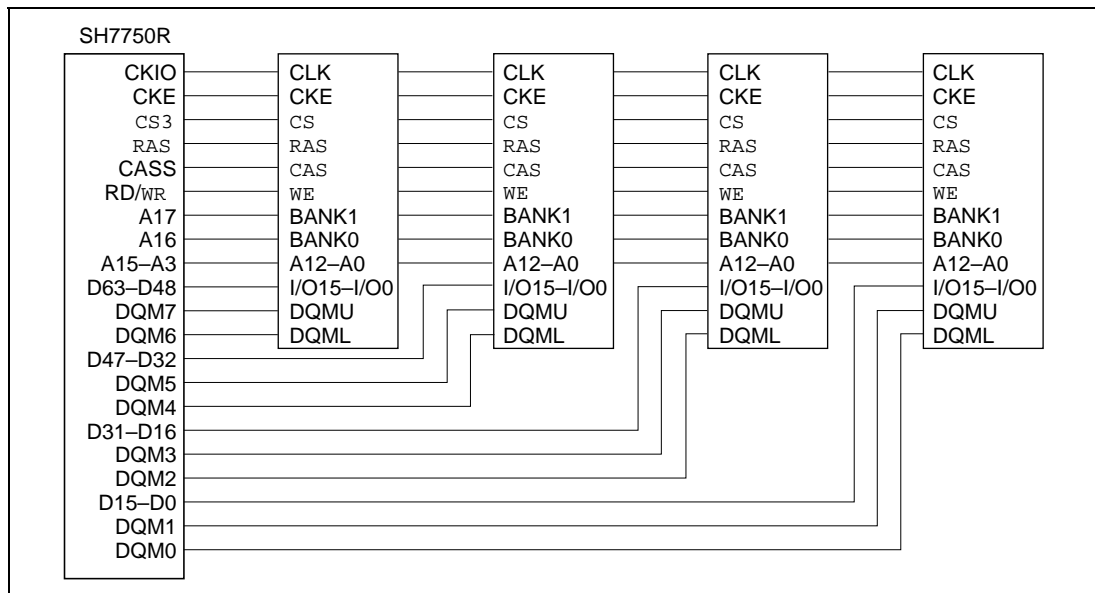 SH7750R
CKIO
CKE
CS3
RAS
CASS
RD/WR
A17
A16
A15–A3
D63–D48
DQM7
DQM6
D47–D32
DQM5
DQM4
D31–D16
DQM3
DQM2
D15–D0
DQM1
DQM0
CLK
CKE
CS
RAS
CAS
WE
BANK1
BANK0
A12–A0
I/O15–I/O0
DQMU
DQML
CLK
CKE
CS
RAS
CAS
WE
BANK1
BANK0
A12–A0
I/O15–I/O0
DQMU
DQML
CLK
CKE
CS
RAS
CAS
WE
BANK1
BANK0
A12–A0
I/O15–I/O0
DQMU
DQML
CLK
CKE
CS
RAS
CAS
WE
BANK1
BANK0
A12–A0
I/O15–I/O0
DQMU
DQML